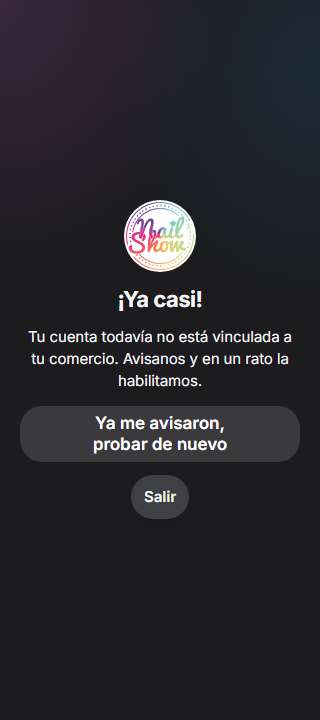 Nail
Show
¡Ya casi!
Tu cuenta todavía no está vinculada a
tu comercio. Avisanos y en un rato la
habilitamos.
Ya me avisaron,
probar de nuevo
Salir